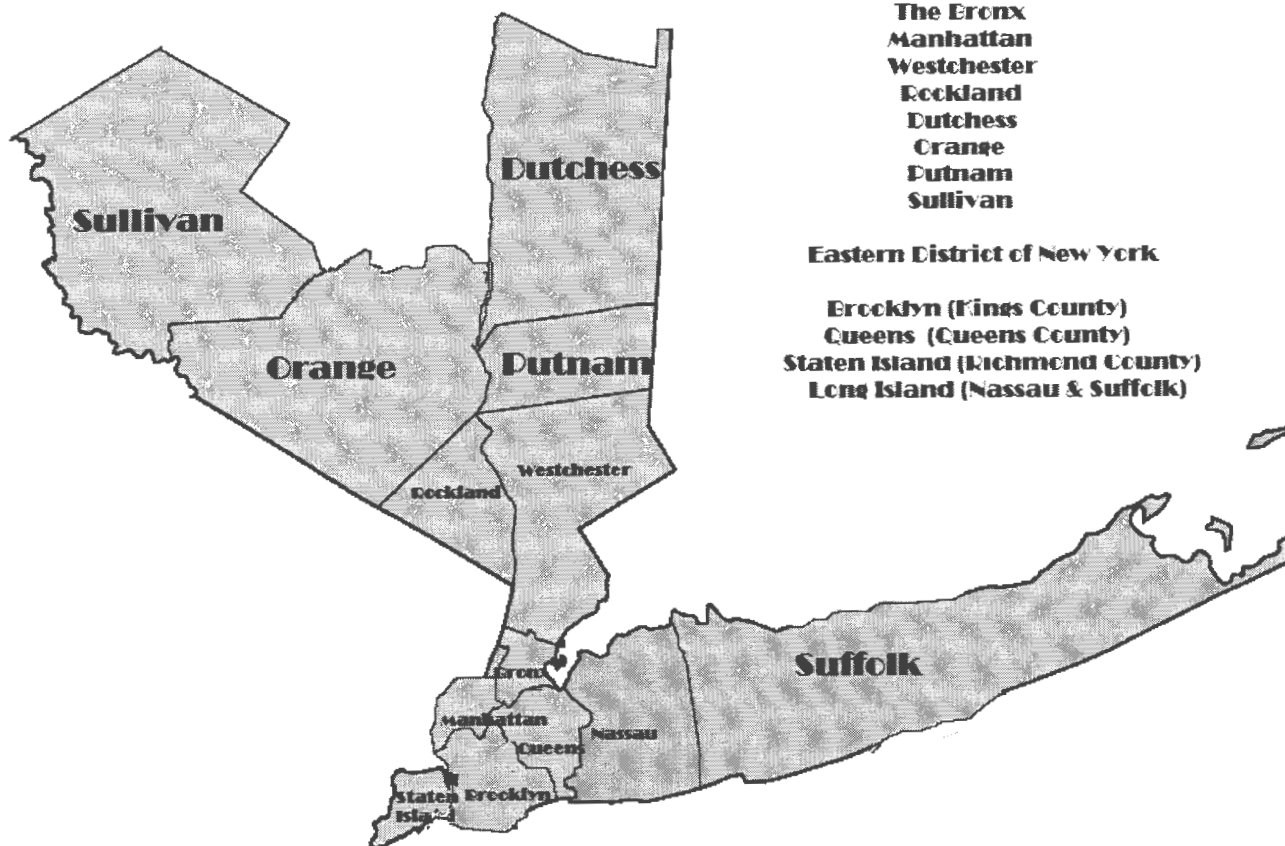 The Bronx
Manhattan
Westchester
Rockland
Dutchess
Orange
Putnam
Sullivan
Eastern District of New York
Brooklyn (Kings County)
Queens (Queens County)
Staten Island (Richmond County)
Long Island (Nassau & Suffolk)
Dutchess
Sullivan
Orange
Putnam
Westchester
Rockland
Suffolk
Bronx
Manhattan
Nassau
Queens
Staten
Brooklyn
Island